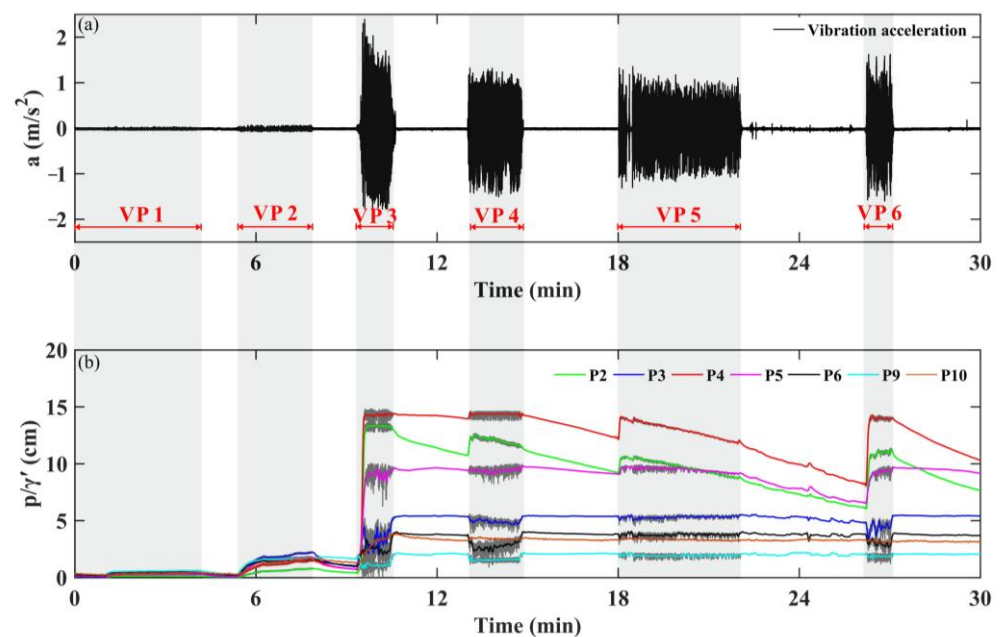 (a)
Vibration acceleration
2
1
0
−1
−2
a (m/s²)
VP 1
VP 2
VP 3
VP 4
VP 5
VP 6
0 6 12 18 24 30
Time (min)
(b)
P2 P3 P4 P5 P6 P9 P10
20
15
10
5
0
p/γ′ (cm)
0 6 12 18 24 30
Time (min)